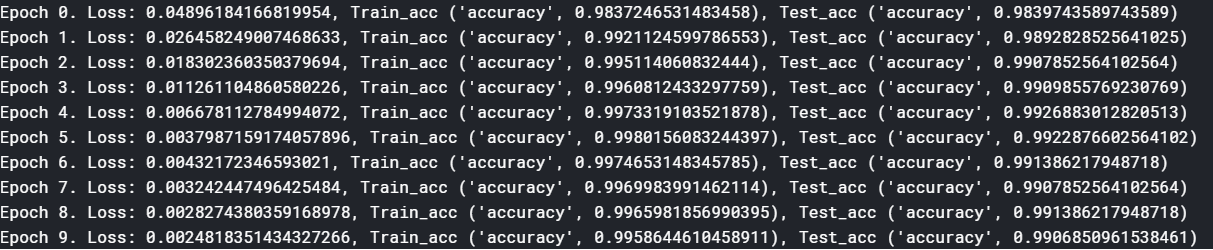 Epoch 0. Loss: 0.04896184166819954, Train_acc ('accuracy', 0.9837246531483458), Test_acc ('accuracy', 0.9839743589743589)
Epoch 1. Loss: 0.026458249007468633, Train_acc ('accuracy', 0.9921124599786553), Test_acc ('accuracy', 0.9892828525641025)
Epoch 2. Loss: 0.018302360350379694, Train_acc ('accuracy', 0.995114060832444), Test_acc ('accuracy', 0.9907852564102564)
Epoch 3. Loss: 0.011261104860580226, Train_acc ('accuracy', 0.9960812433297759), Test_acc ('accuracy', 0.9909855769230769)
Epoch 4. Loss: 0.006678112784994072, Train_acc ('accuracy', 0.9973319103521878), Test_acc ('accuracy', 0.9926883012820513)
Epoch 5. Loss: 0.0037987159174057896, Train_acc ('accuracy', 0.9980156083244397), Test_acc ('accuracy', 0.9922876602564102)
Epoch 6. Loss: 0.00432172346593021, Train_acc ('accuracy', 0.9974653148345785), Test_acc ('accuracy', 0.991386217948718)
Epoch 7. Loss: 0.003242447496425484, Train_acc ('accuracy', 0.9969983991462114), Test_acc ('accuracy', 0.9907852564102564)
Epoch 8. Loss: 0.0028274380359168978, Train_acc ('accuracy', 0.9965981856990395), Test_acc ('accuracy', 0.991386217948718)
Epoch 9. Loss: 0.0024818351434327266, Train_acc ('accuracy', 0.9958644610458911), Test_acc ('accuracy', 0.9906850961538461)